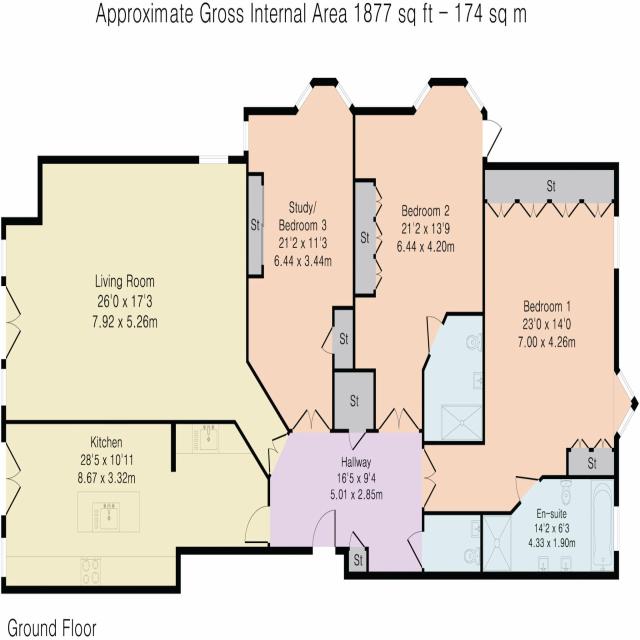 Approximate Gross Internal Area 1877 sq ft - 174 sq m
St
Study/
Bedroom 3
21'2 x 11'3
6.44 x 3.44m
St
Bedroom 2
21'2 x 13'9
6.44 x 4.20m
St
Living Room
26'0 x 17'3
7.92 x 5.26m
Bedroom 1
23'0 x 14'0
7.00 x 4.26m
St
St
Kitchen
28'5 x 10'11
8.67 x 3.32m
Hallway
16'5 x 9'4
5.01 x 2.85m
St
En-suite
14'2 x 6'3
4.33 x 1.90m
St
Ground Floor